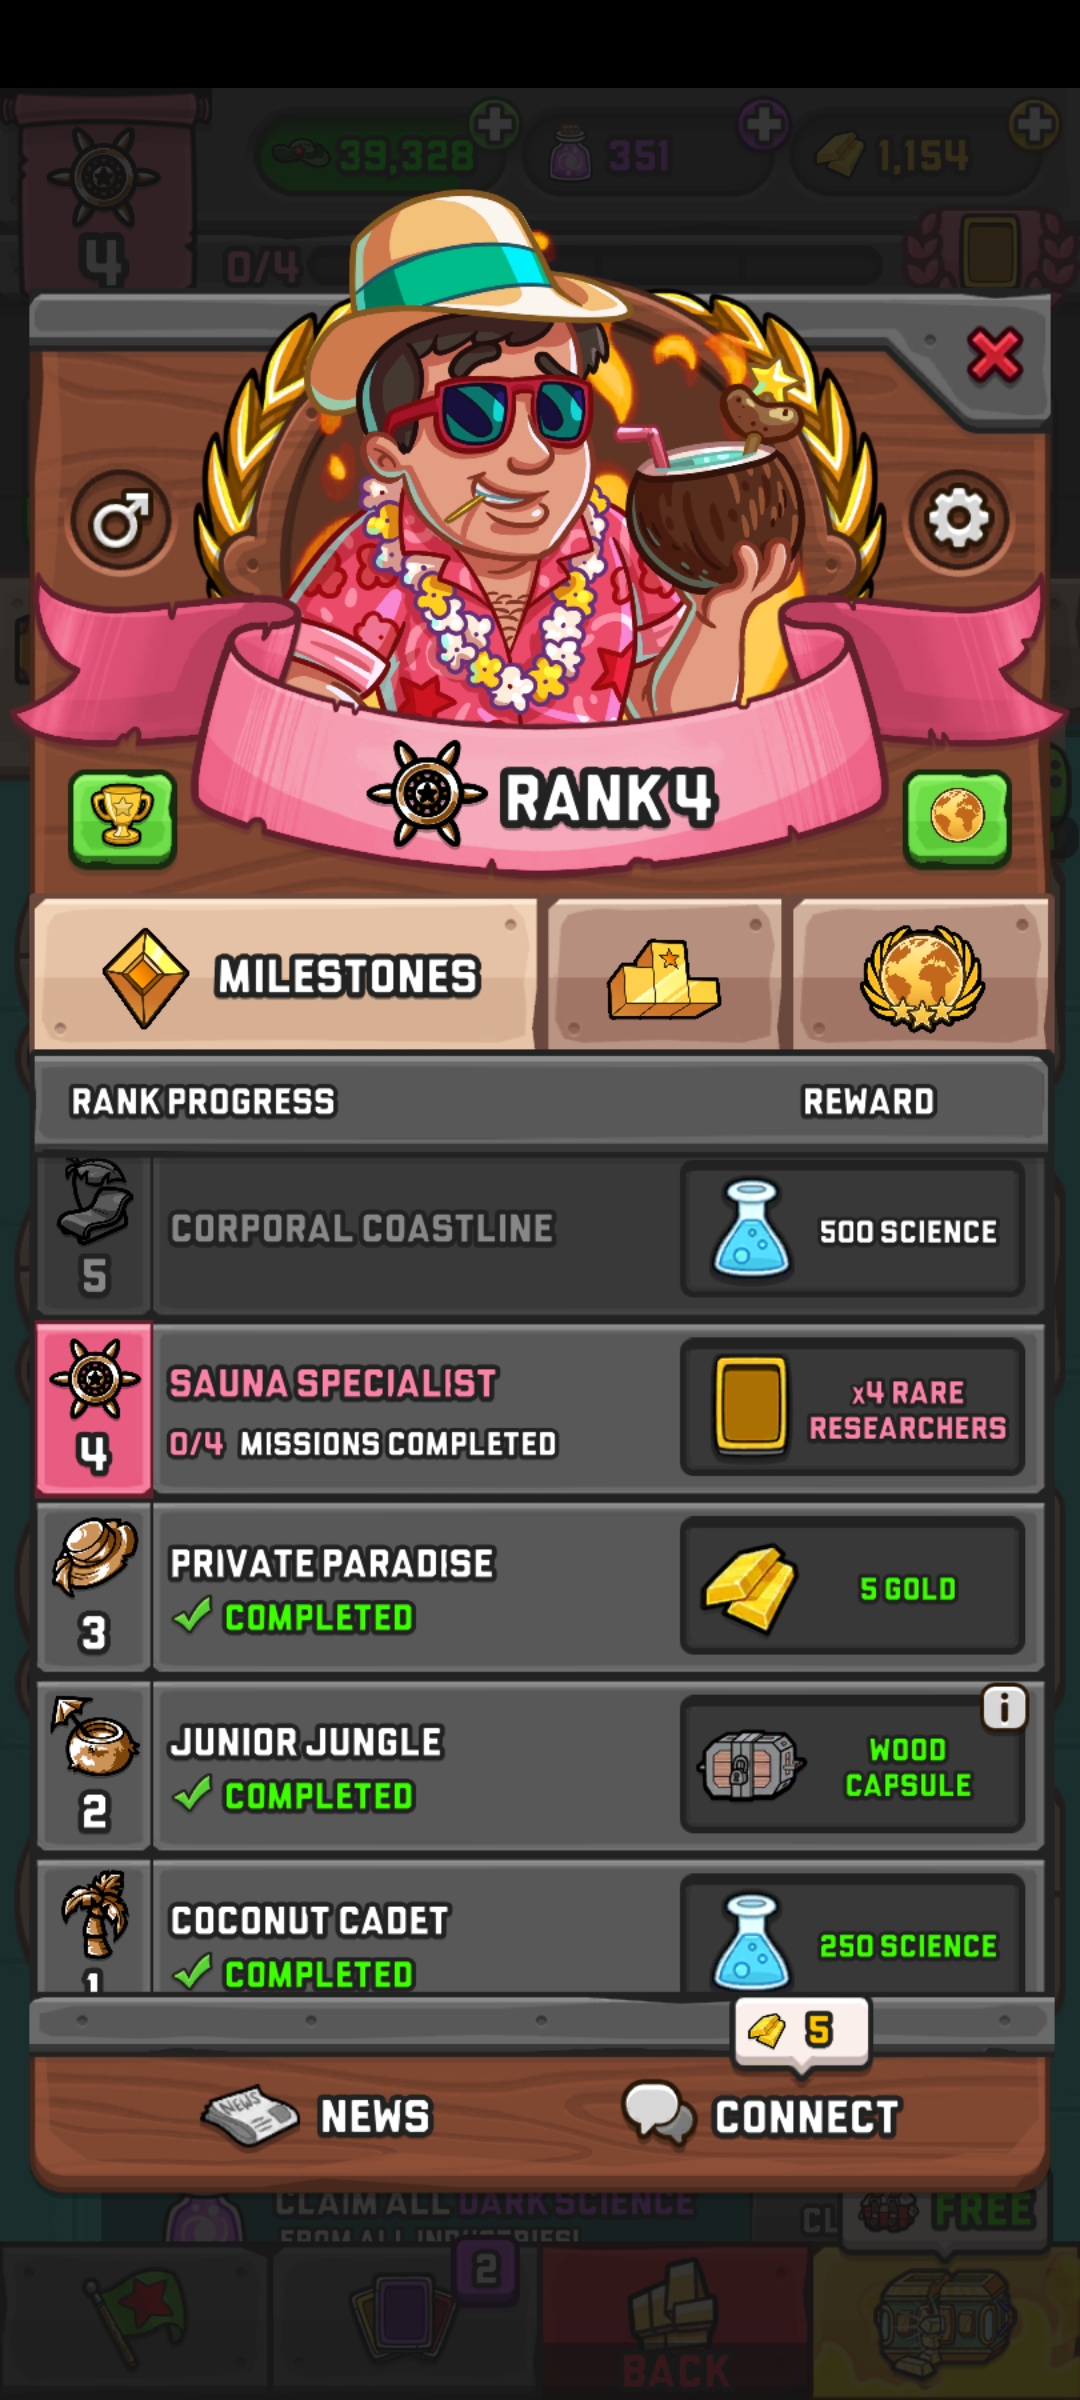 39,328
351
1,154
4
0/4
RANK 4
MILESTONES
RANK PROGRESS
REWARD
5
CORPORAL COASTLINE
500 SCIENCE
4
SAUNA SPECIALIST
0/4 MISSIONS COMPLETED
x4 RARE
RESEARCHERS
3
PRIVATE PARADISE
COMPLETED
5 GOLD
2
JUNIOR JUNGLE
COMPLETED
i
WOOD
CAPSULE
1
COCONUT CADET
COMPLETED
250 SCIENCE
5
NEWS
NEWS
CONNECT
CLAIM ALL DARK SCIENCE
FROM ALL INDUSTRIES!
CL
FREE
2
BACK